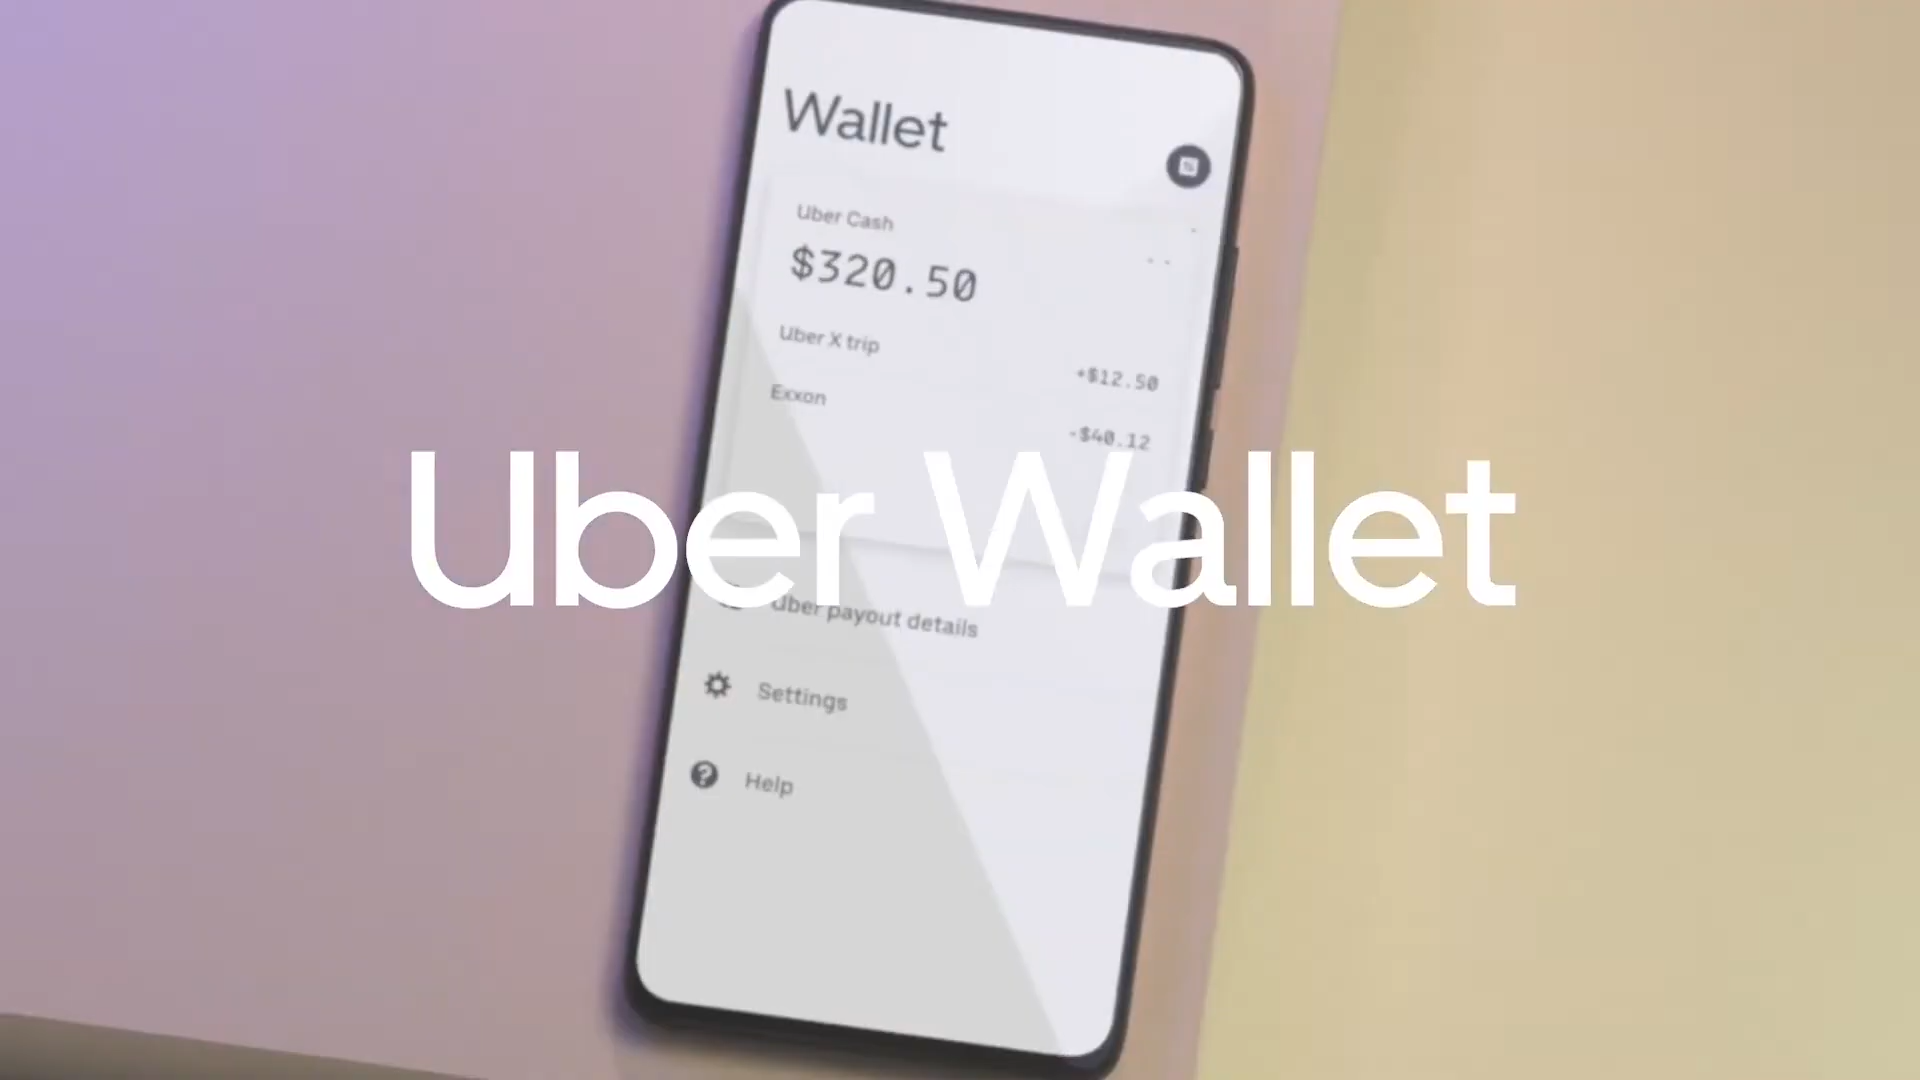 Wallet
Uber Cash
$320.50
Uber X trip
+$12.50
Exxon
-$40.12
Uber Wallet
Uber payout details
Settings
Help